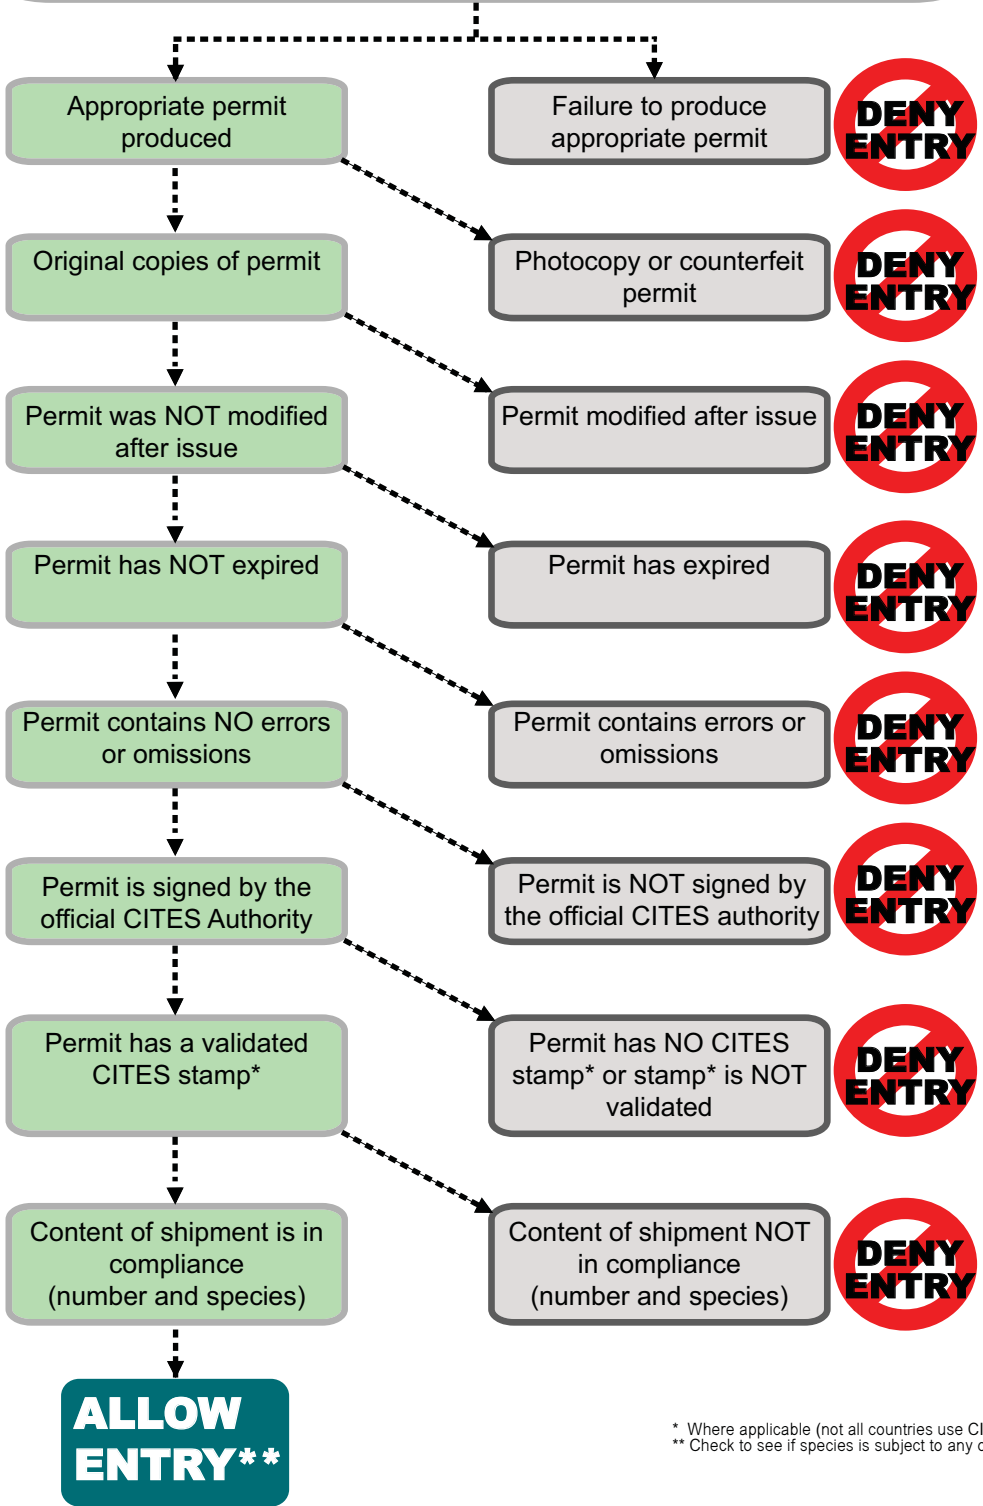 Appropriate permit
produced
Failure to produce
appropriate permit
DENY
ENTRY
Original copies of permit
Photocopy or counterfeit
permit
DENY
ENTRY
Permit was NOT modified
after issue
Permit modified after issue
DENY
ENTRY
Permit has NOT expired
Permit has expired
DENY
ENTRY
Permit contains NO errors
or omissions
Permit contains errors or
omissions
DENY
ENTRY
Permit is signed by the
official CITES Authority
Permit is NOT signed by
the official CITES authority
DENY
ENTRY
Permit has a validated
CITES stamp*
Permit has NO CITES
stamp* or stamp* is NOT
validated
DENY
ENTRY
Content of shipment is in
compliance
(number and species)
Content of shipment NOT
in compliance
(number and species)
DENY
ENTRY
ALLOW
ENTRY**
* Where applicable (not all countries use
** Check to see if species is subject to any